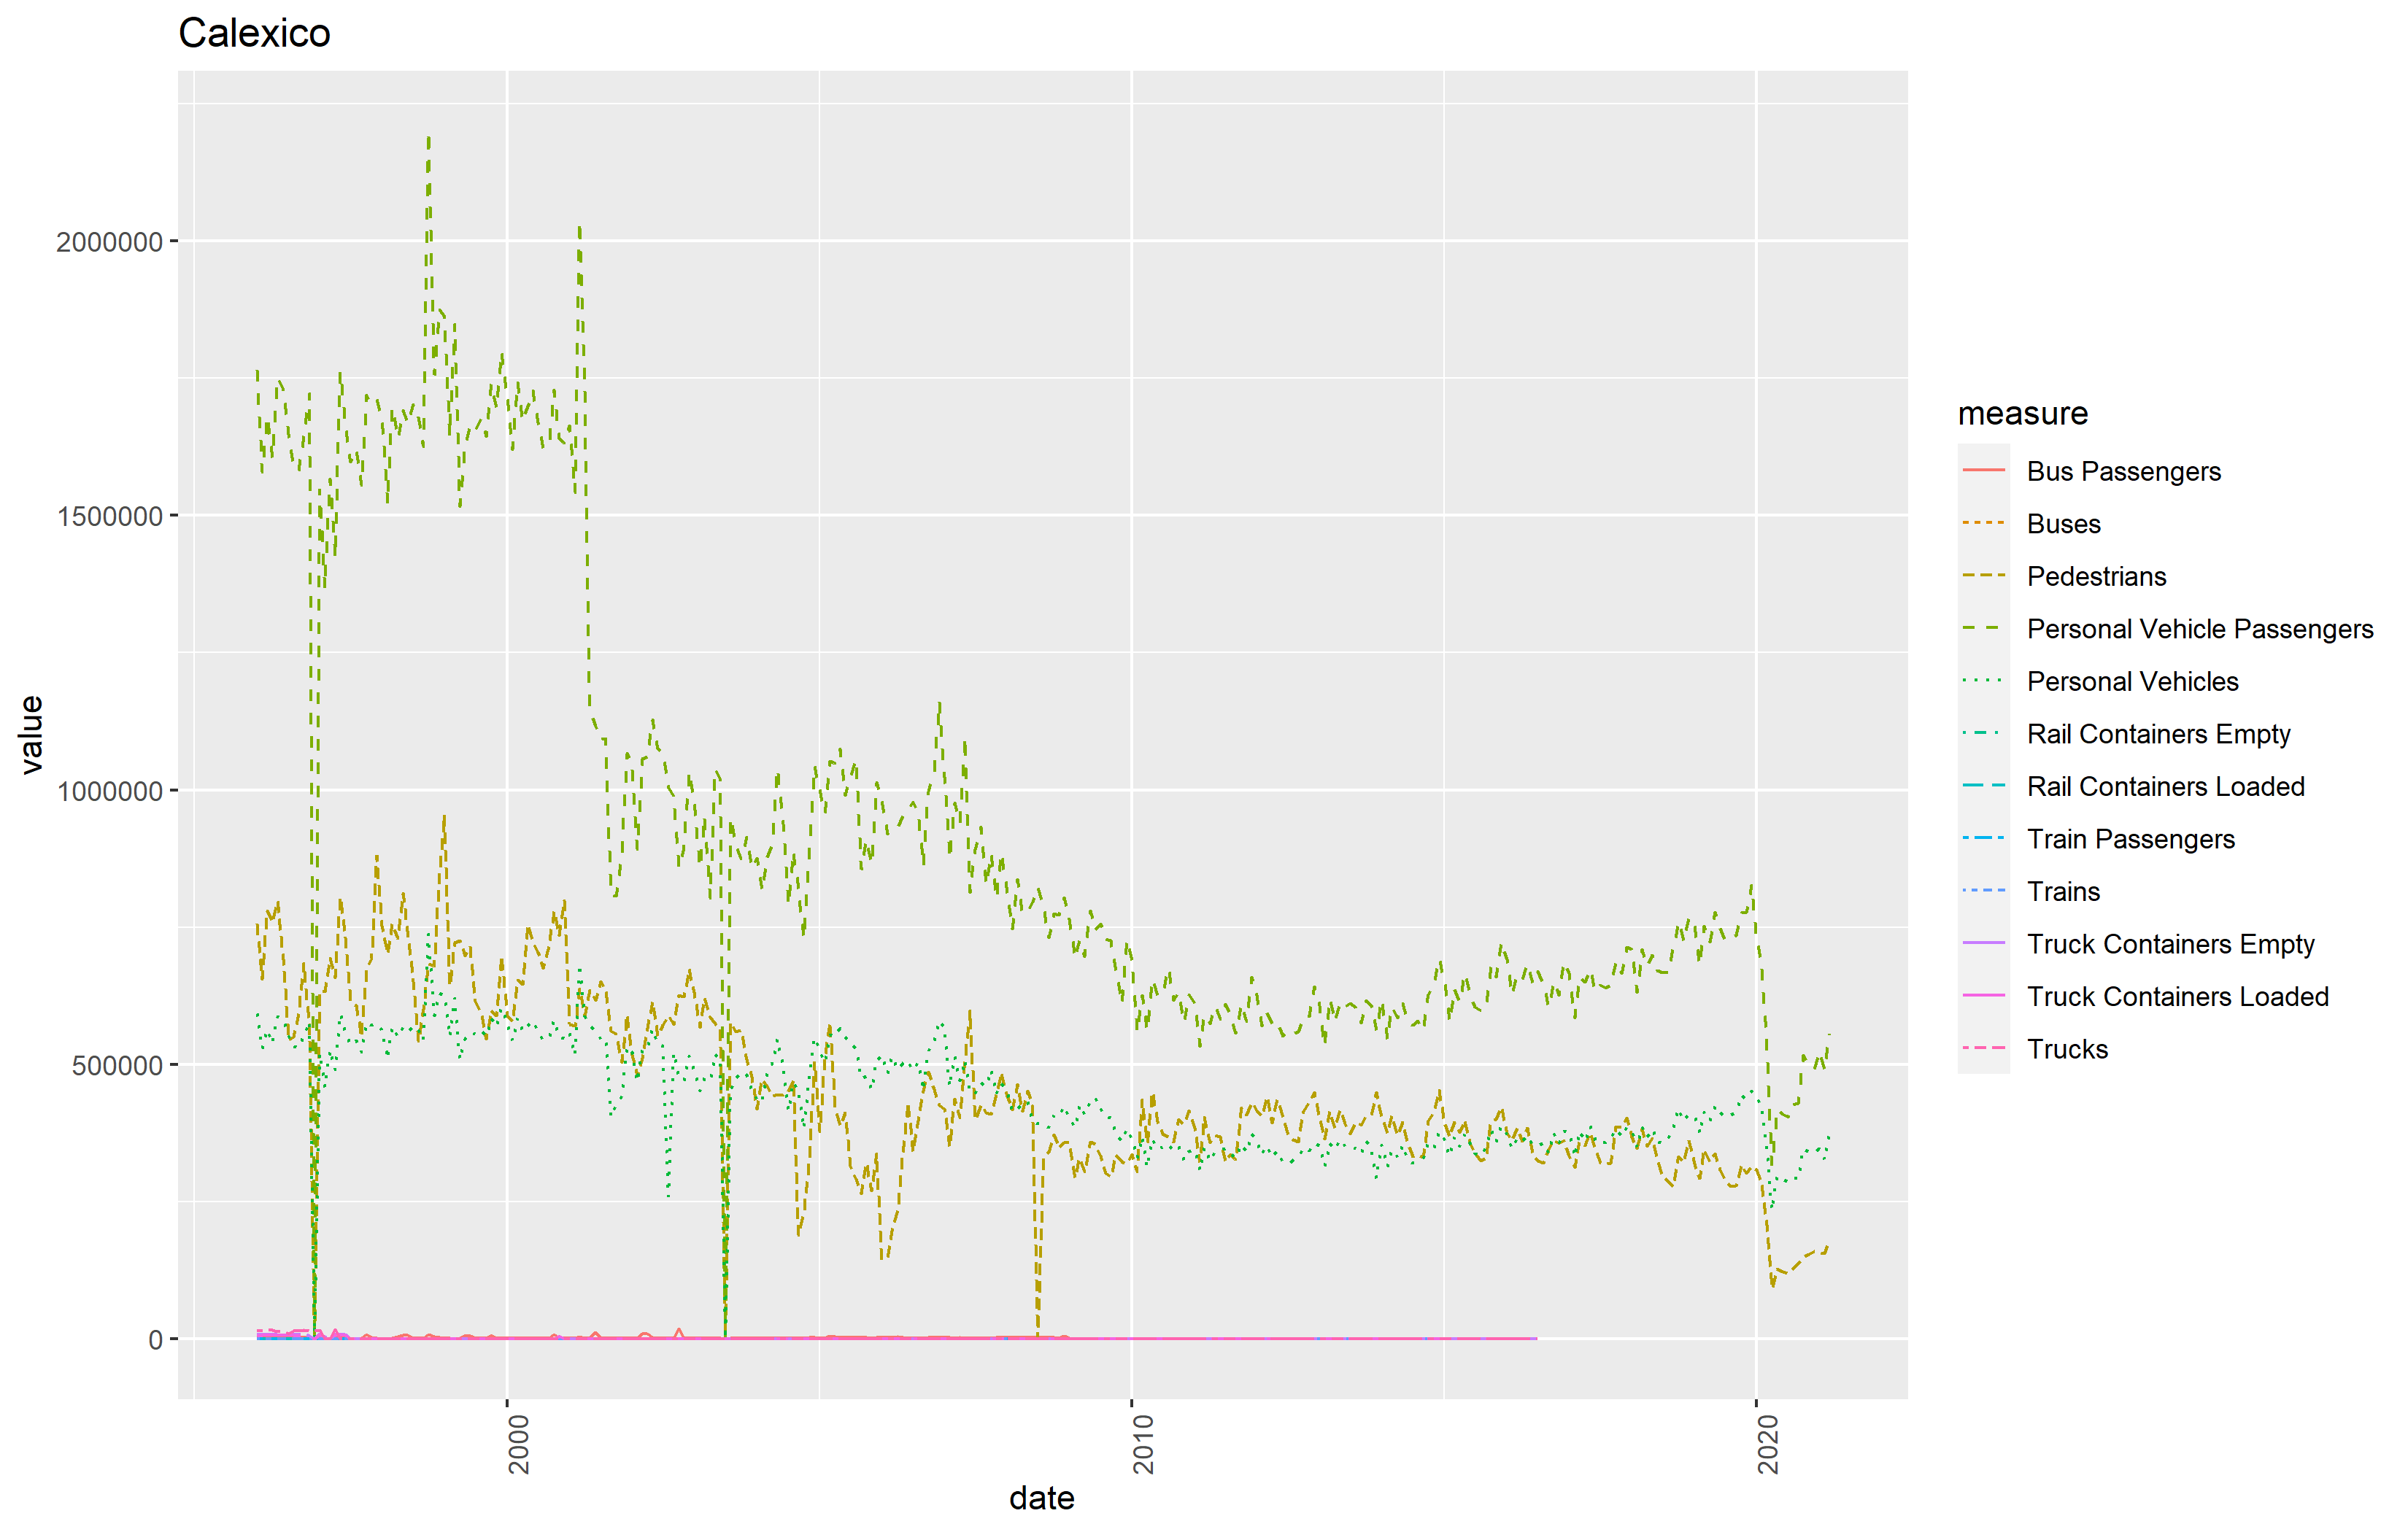 Calexico
value
2000000
1500000
1000000
500000
0
2000
2010
2020
date
measure
Bus Passengers
Buses
Pedestrians
Personal Vehicle Passengers
Personal Vehicles
Rail Containers Empty
Rail Containers Loaded
Train Passengers
Trains
Truck Containers Empty
Truck Containers Loaded
Trucks